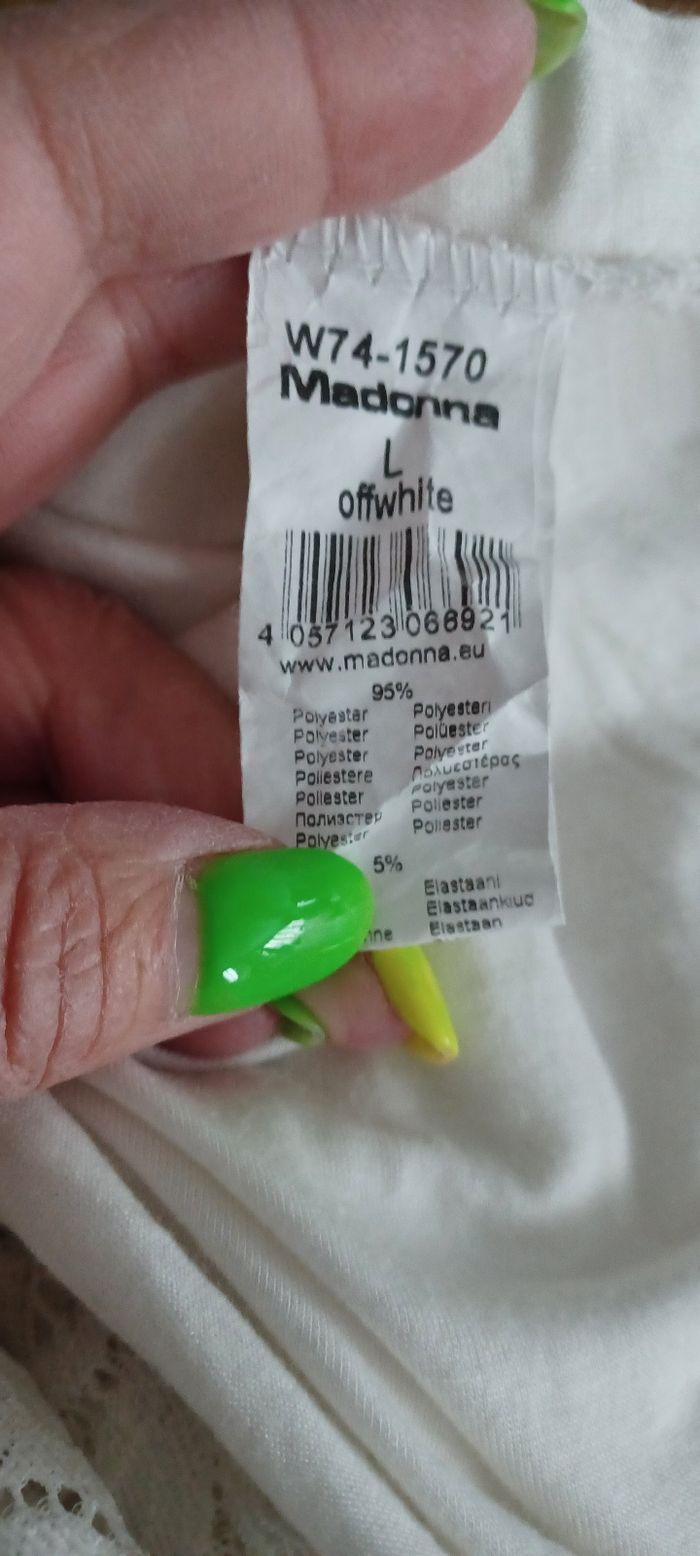 W74-1570
Madonna
L
offwhite
4 057123 066921
www.madonna.eu
95%
Polyester Polyesteri
Polyester Polüester
Polyester Polyester
Poliestere Πολυεστέρας
Poliester Polyester
Полиэстер Poliester
Polyester Poliester
5%
Elastaani
Elastaankiud
Elastaan